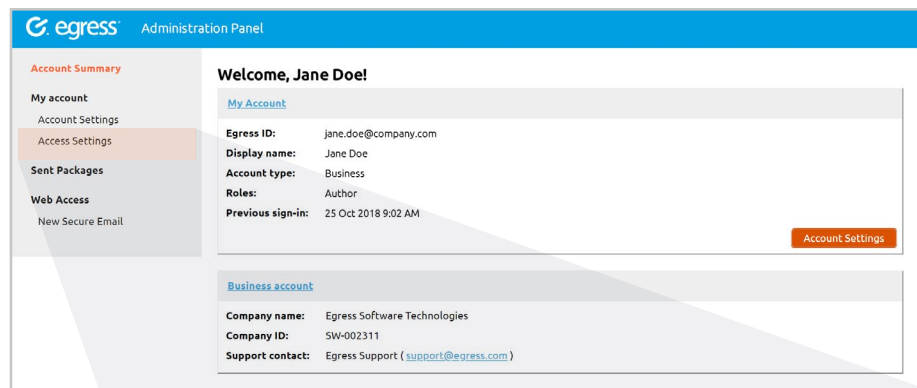 egress Administration Panel
Account Summary
My account
Account Settings
Access Settings
Sent Packages
Web Access
New Secure Email
Welcome, Jane Doe!
My Account
Egress ID: jane.doe@company.com
Display name: Jane Doe
Account type: Business
Roles: Author
Previous sign-in: 25 Oct 2018 9:02 AM
Account Settings
Business account
Company name: Egress Software Technologies
Company ID: SW-002311
Support contact: Egress Support ( support@egress.com )